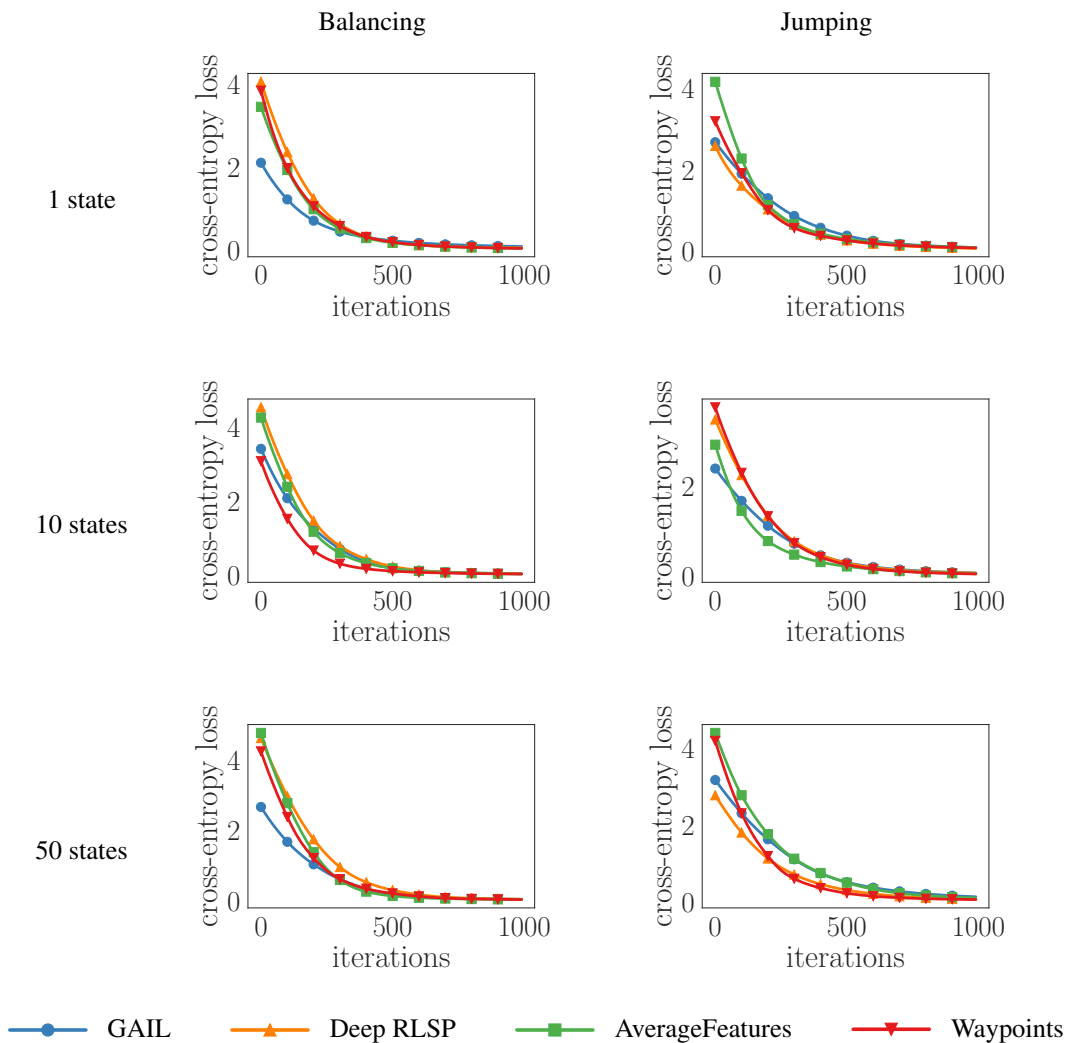 Balancing Jumping
1 state
cross-entropy loss
4
2
0
0 500 1000
iterations
cross-entropy loss
4
2
0
0 500 1000
iterations
10 states
cross-entropy loss
4
2
0
0 500 1000
iterations
cross-entropy loss
2
0
0 500 1000
iterations
50 states
cross-entropy loss
4
2
0
0 500 1000
iterations
cross-entropy loss
4
2
0
0 500 1000
iterations
GAIL Deep RLSP AverageFeatures Waypoints